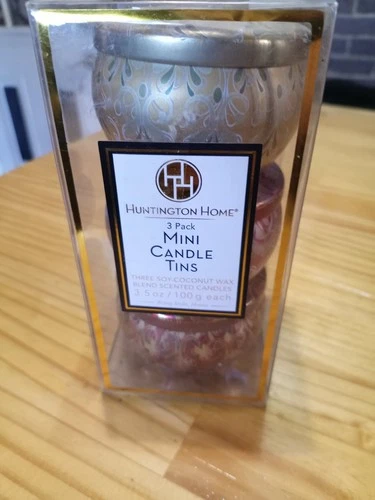 HUNTINGTON HOME®
3 Pack
MINI
CANDLE
TINS
THREE SOY-COCONUT WAX
BLEND SCENTED CANDLES
3.5 oz / 100 g each